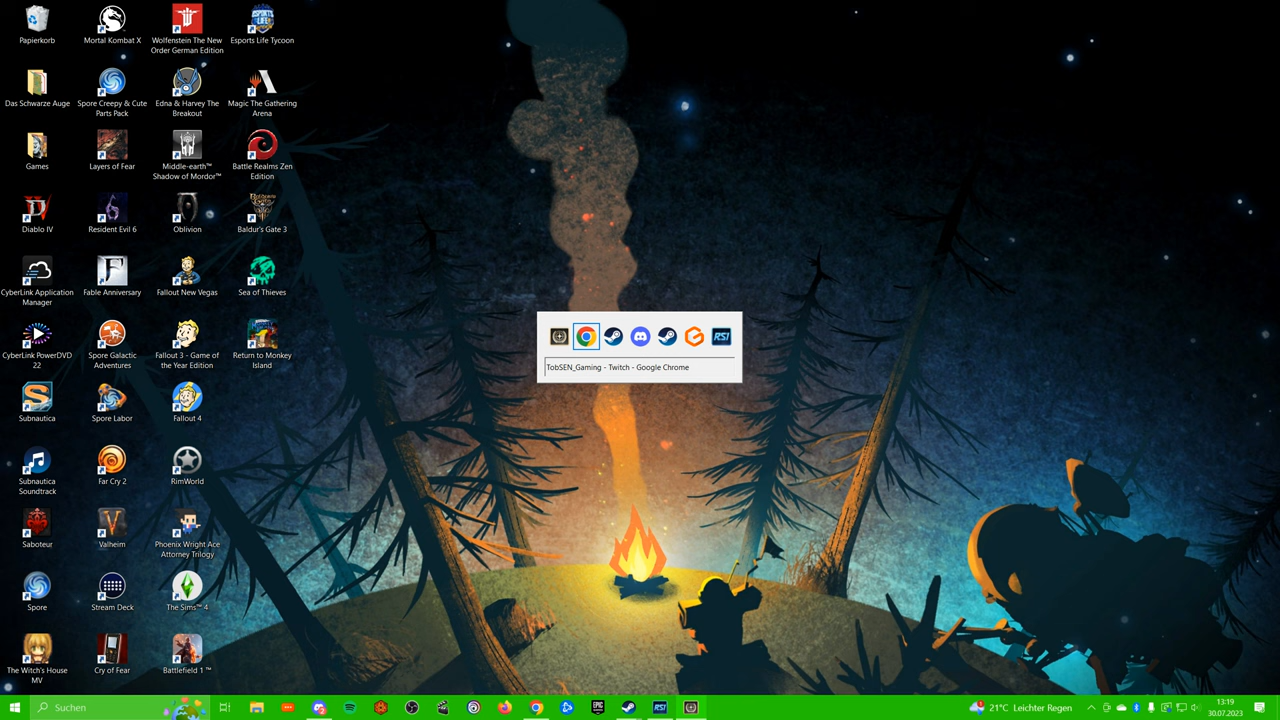 Papierkorb
Mortal Kombat X
Wolfenstein The New
Order German Edition
Esports Life Tycoon
Das Schwarze Auge
Spore Creepy & Cute
Parts Pack
Edna & Harvey The
Breakout
Magic The Gathering
Arena
Games
Layers of Fear
Middle-earth™
Shadow of Mordor™
Battle Realms Zen
Edition
Diablo IV
Resident Evil 6
Oblivion
Baldur's Gate 3
CyberLink Application
Manager
Fable Anniversary
Fallout New Vegas
Sea of Thieves
CyberLink PowerDVD
22
Spore Galactic
Adventures
Fallout 3 - Game of
the Year Edition
Return to Monkey
Island
Subnautica
Spore Labor
Fallout 4
Subnautica
Soundtrack
Far Cry 2
RimWorld
Saboteur
Valheim
Phoenix Wright Ace
Attorney Trilogy
Spore
Stream Deck
The Sims™ 4
The Witch's House
MV
Cry of Fear
Battlefield 1 ™
RSI
TobSEN_Gaming - Twitch - Google Chrome
Suchen
RSI
21°C Leichter Regen
13:19
30.07.2023